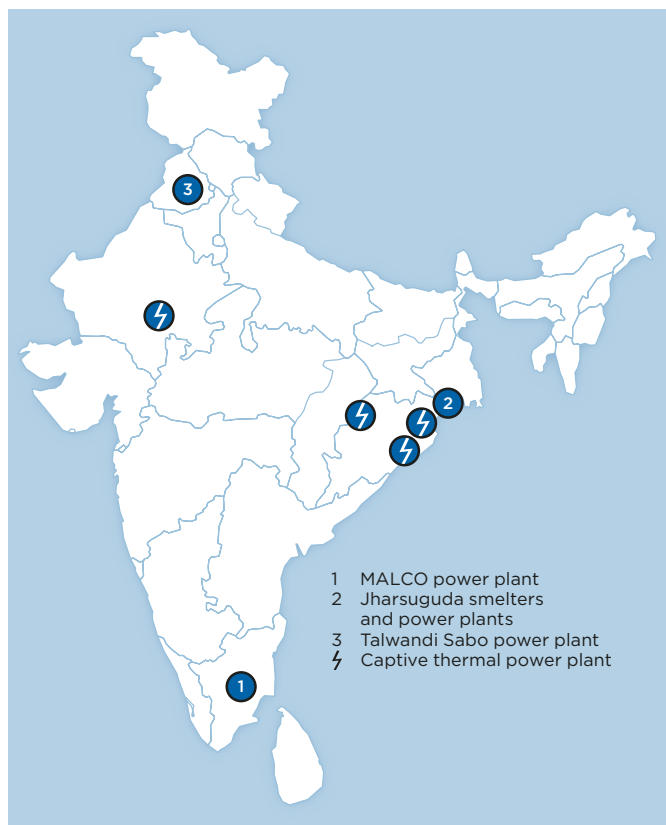 3
2
1
1 MALCO power plant
2 Jharsuguda smelters
and power plants
3 Talwandi Sabo power plant
Captive thermal power plant